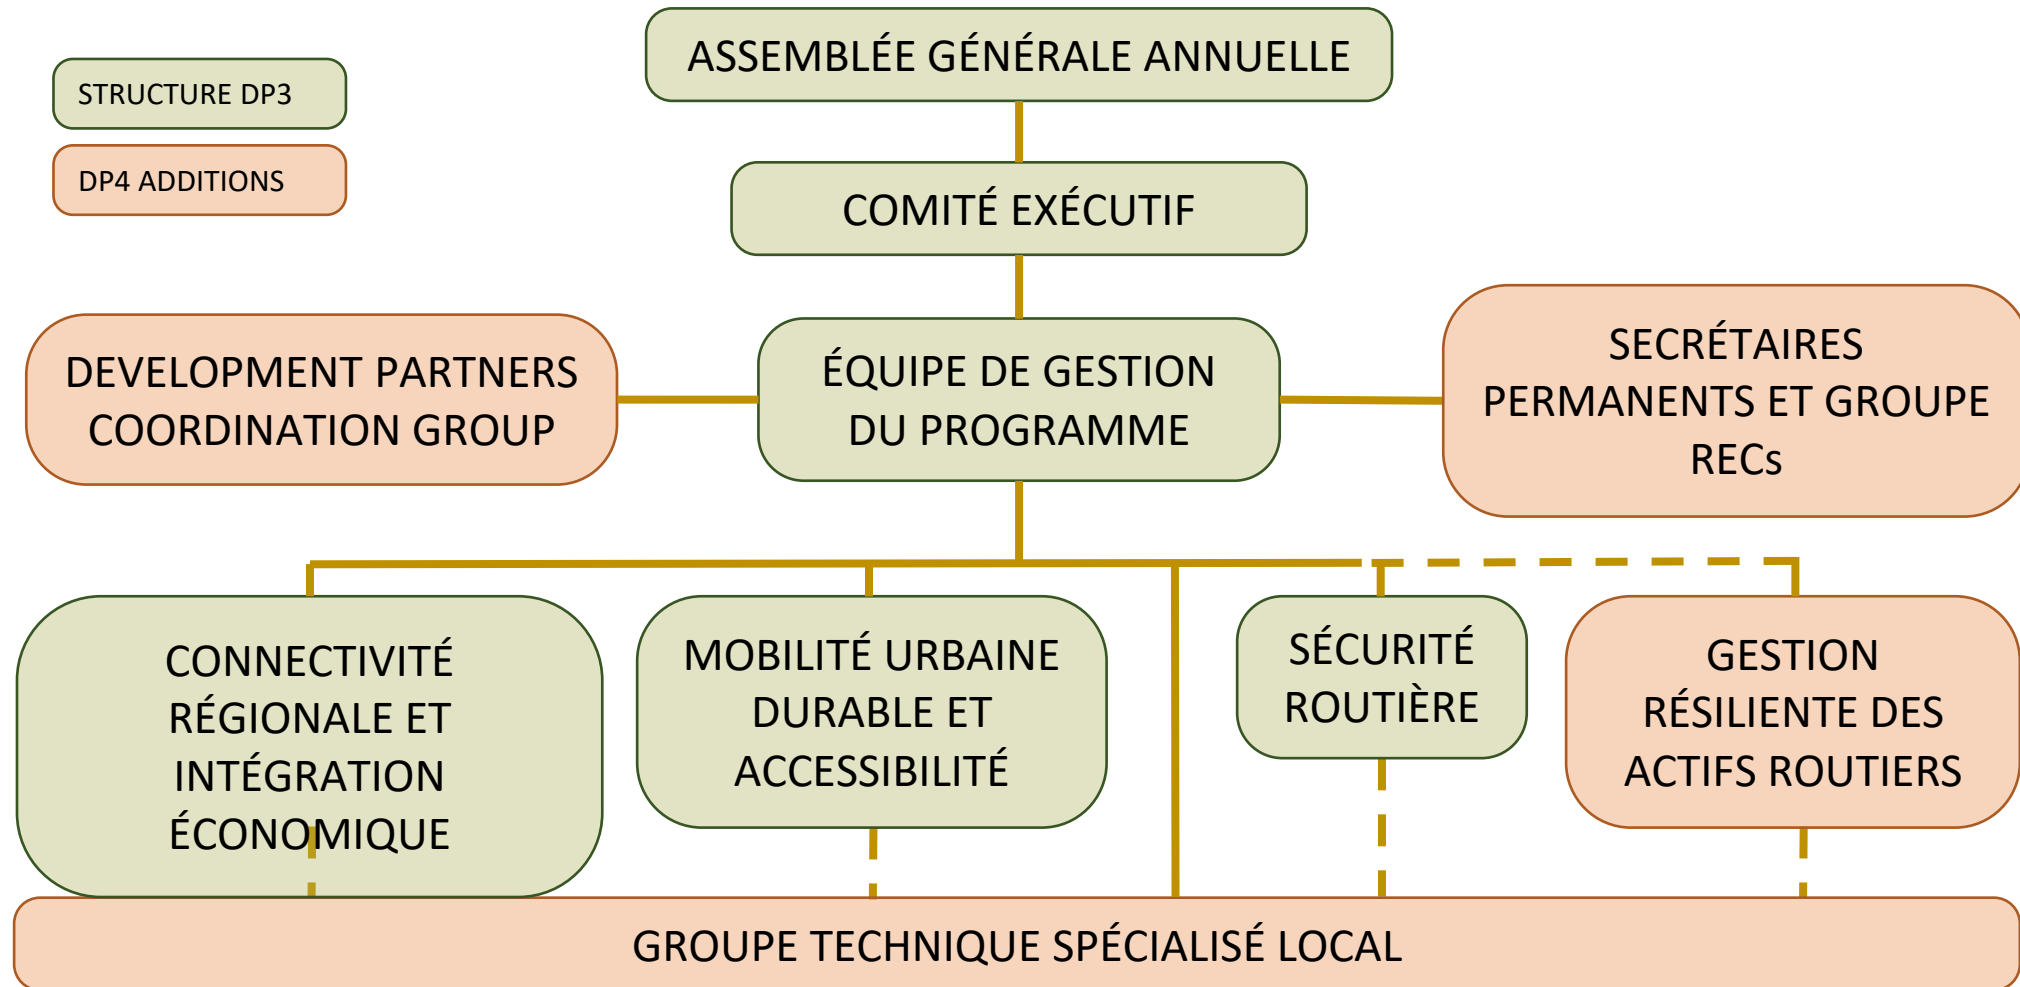 ASSEMBLÉE GÉNÉRALE ANNUELLE
STRUCTURE DP3
DP4 ADDITIONS
COMITÉ EXÉCUTIF
DEVELOPMENT PARTNERS
COORDINATION GROUP
ÉQUIPE DE GESTION
DU PROGRAMME
SECRÉTAIRES
PERMANENTS ET GROUPE
RECs
CONNECTIVITÉ
RÉGIONALE ET
INTÉGRATION
ÉCONOMIQUE
MOBILITÉ URBAINE
DURABLE ET
ACCESSIBILITÉ
SÉCURITÉ
ROUTIÈRE
GESTION
RÉSILIENTE DES
ACTIFS ROUTIERS
GROUPE TECHNIQUE SPÉCIALISÉ LOCAL